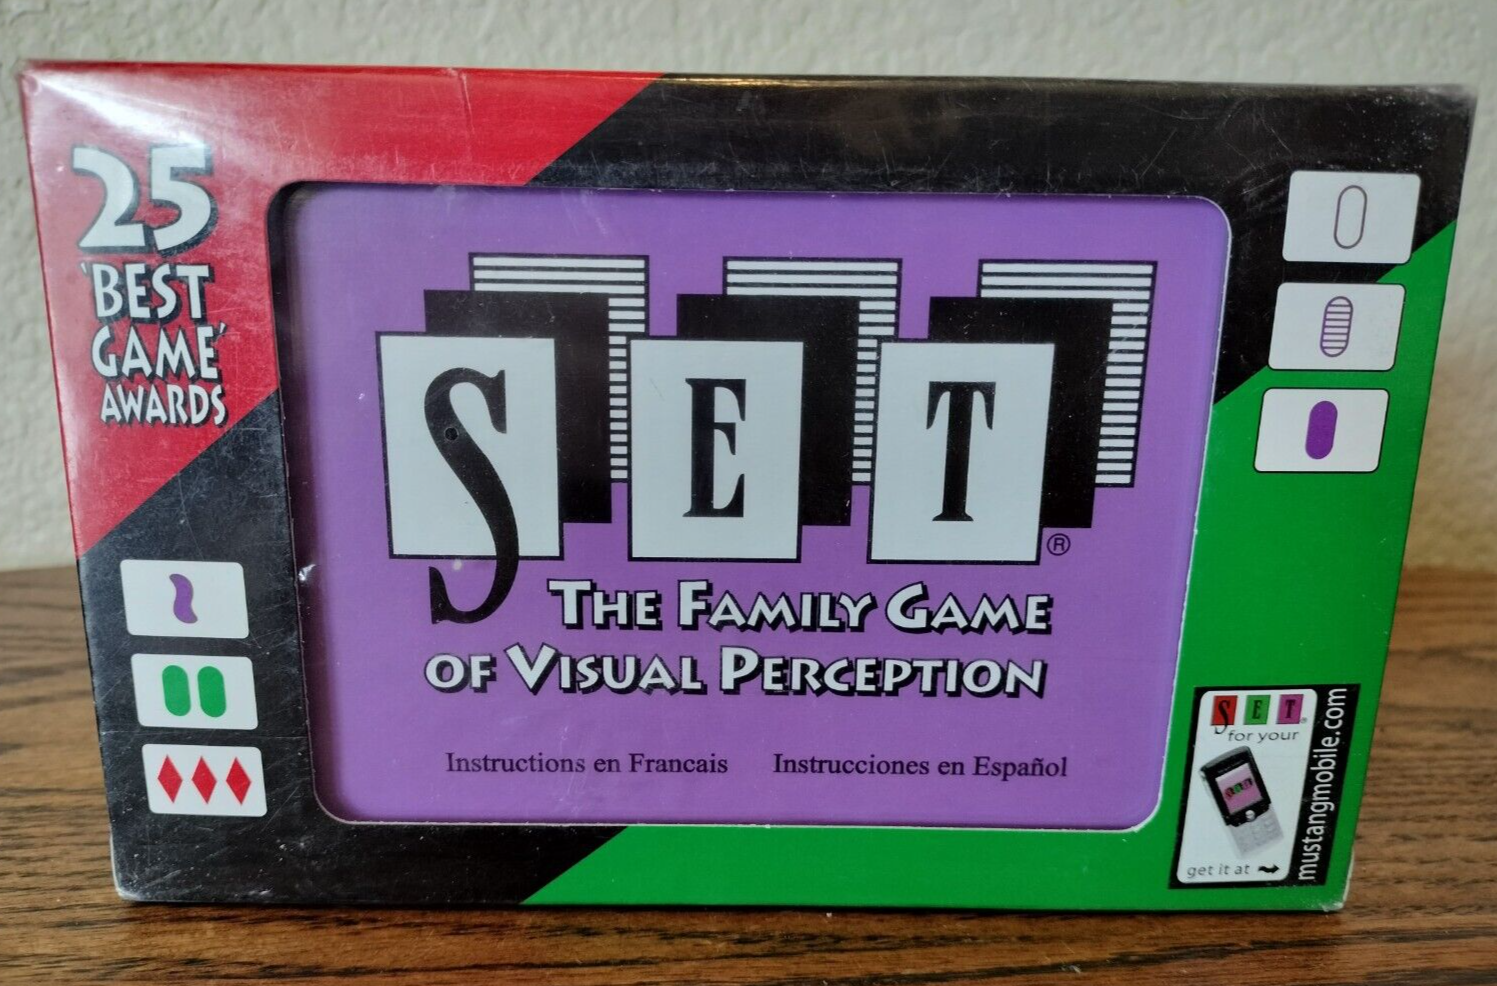 25
'BEST
GAME'
AWARDS
SET®
THE FAMILY GAME
OF VISUAL PERCEPTION
Instructions en Francais
Instrucciones en Español
SET®
for your
get it at
mustangmobile.com